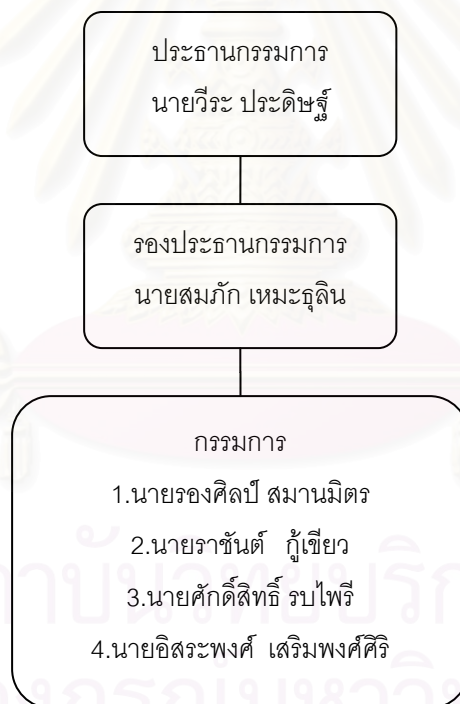 ประธานกรรมการ
นายวีระ ประดิษฐ์
รองประธานกรรมการ
นายสมภัก เหมะธุลิน
กรรมการ
1.นายรองศิลป์ สมานมิตร
2.นายราชันต์ กู้เขียว
3.นายศักดิ์สิทธิ์ รบไพรี
4.นายอิสระพงศ์ เสริมพงศ์ศิริ